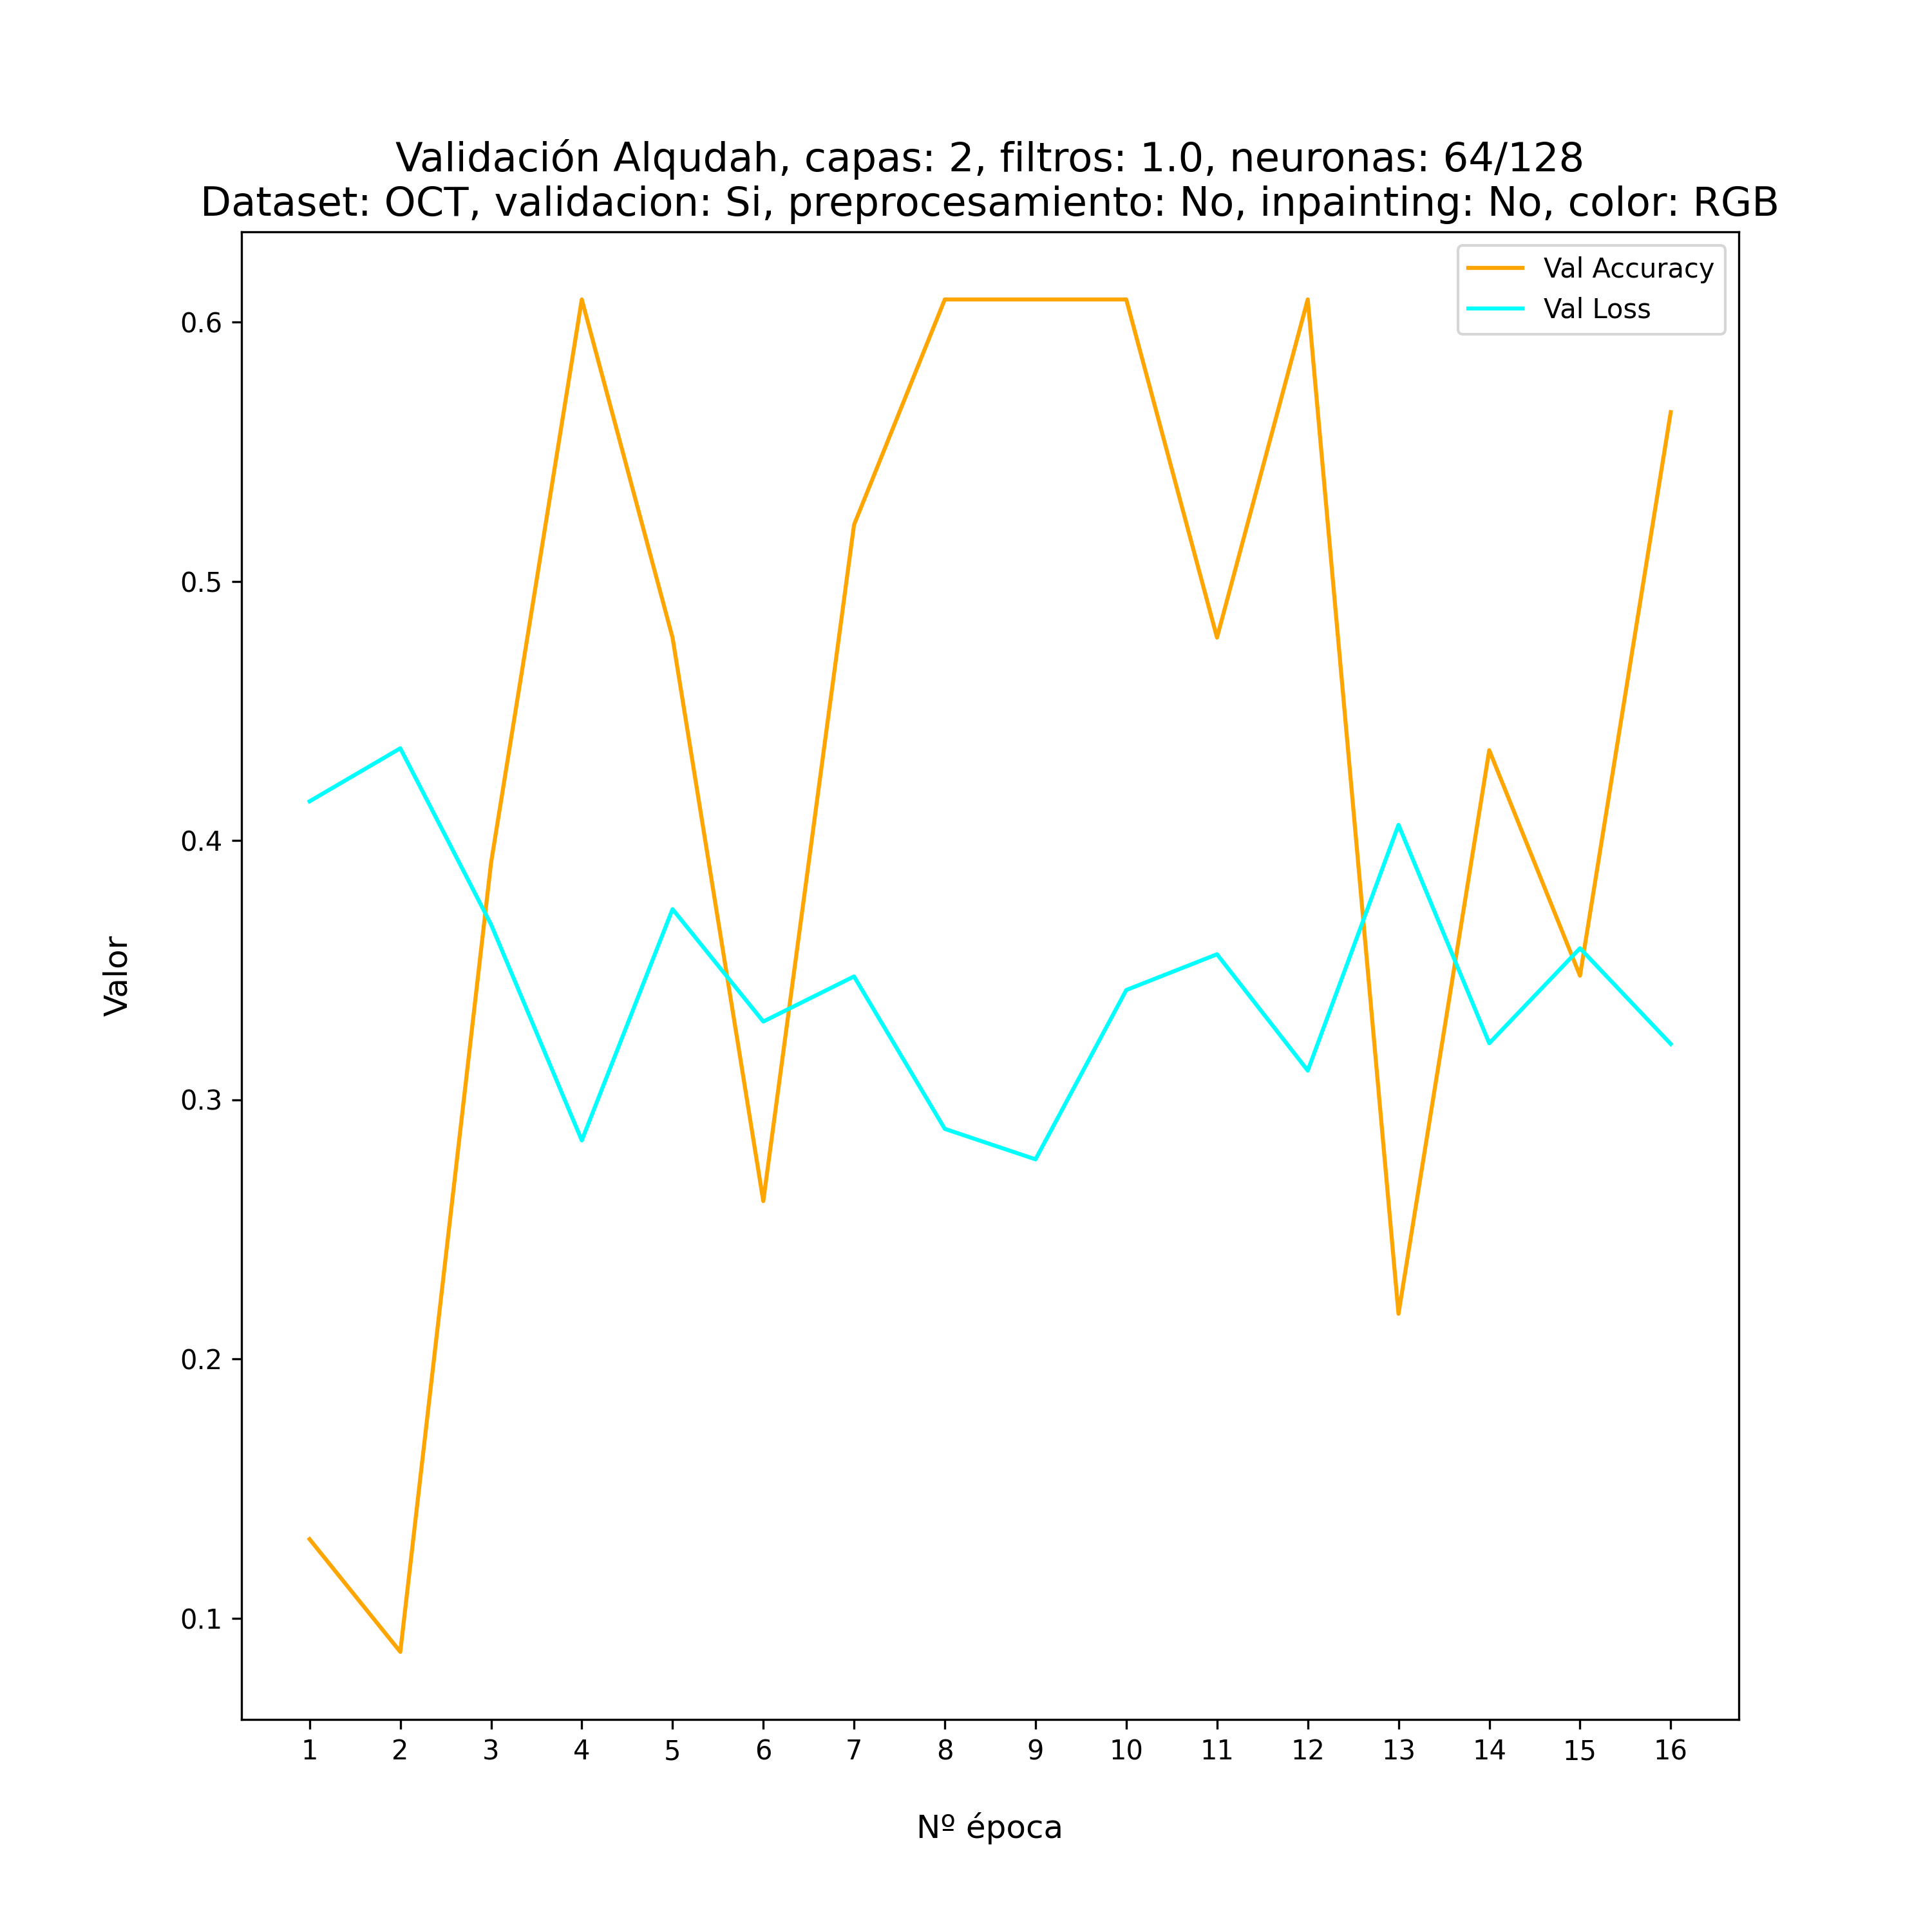 Validación Alqudah, capas: 2, filtros: 1.0, neuronas: 64/128
Dataset: OCT, validacion: Si, preprocesamiento: No, inpainting: No, color: RGB
Val Accuracy
Val Loss
0.6
0.5
0.4
0.3
0.2
0.1
Valor
1 2 3 4 5 6 7 8 9 10 11 12 13 14 15 16
Nº época